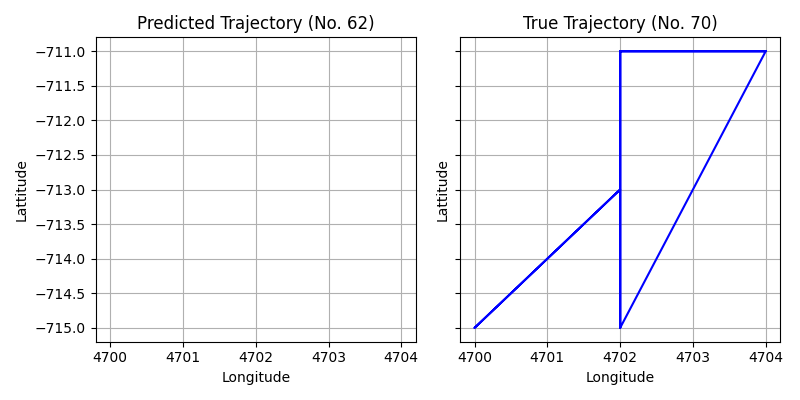 Predicted Trajectory (No. 62)
True Trajectory (No. 70)
Lattitude
−711.0
−711.5
−712.0
−712.5
−713.0
−713.5
−714.0
−714.5
−715.0
4700 4701 4702 4703 4704
Longitude
Lattitude
4700 4701 4702 4703 4704
Longitude